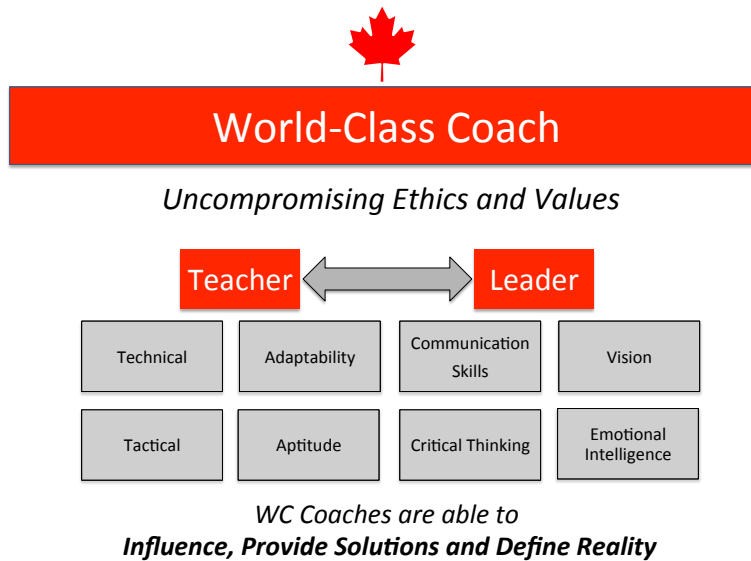 World-Class Coach
Uncompromising Ethics and Values
Teacher
Leader
Technical
Adaptability
Communication
Skills
Vision
Tactical
Aptitude
Critical Thinking
Emotional
Intelligence
WC Coaches are able to
Influence, Provide Solutions and Define Reality